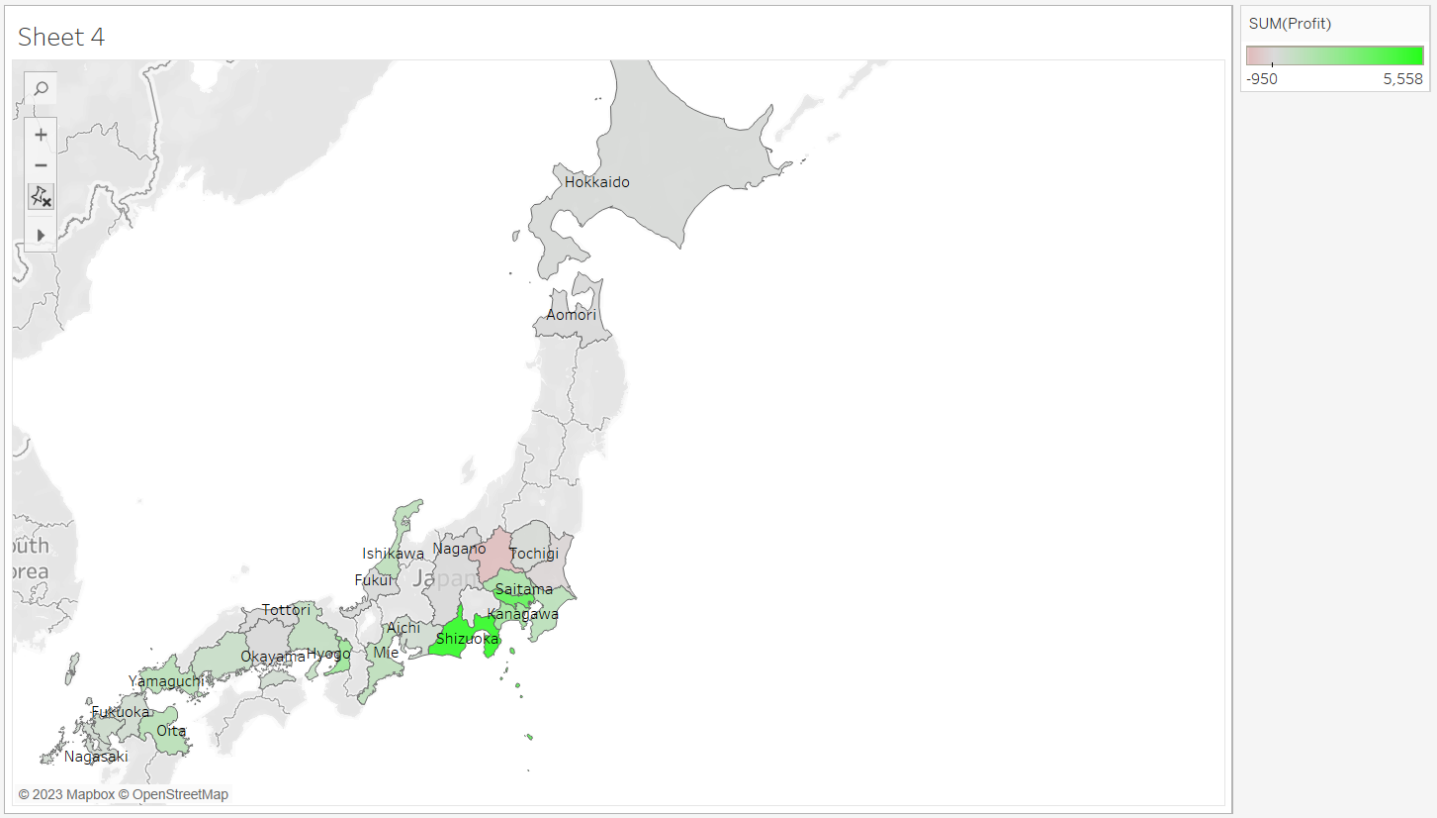 Sheet 4
SUM(Profit)
-950 5,558
Hokkaido
Aomori
Ishikawa
Nagano
Tochigi
Fukui
Japan
Saitama
Tottori
Kanagawa
Aichi
Shizuoka
Okayama
Hyogo
Mie
Yamaguchi
Fukuoka
Oita
Nagasaki
outh
orea
© 2023 Mapbox © OpenStreetMap